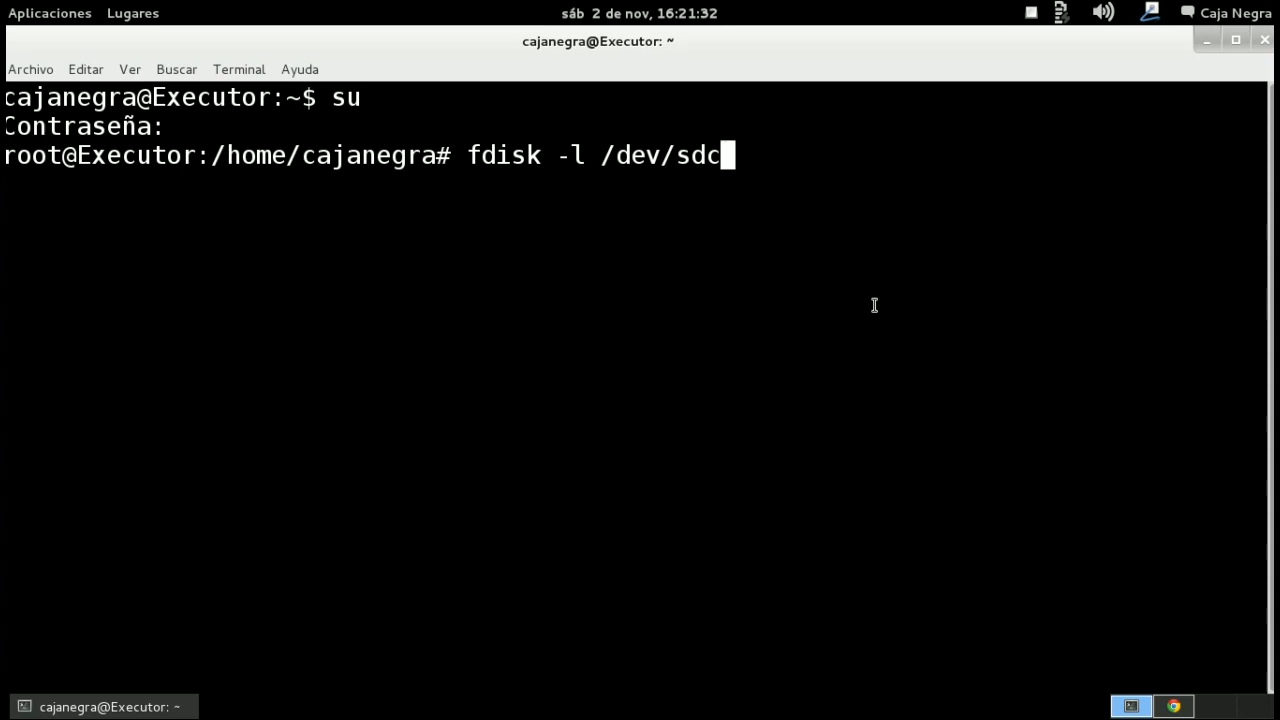 Aplicaciones Lugares sáb 2 de nov, 16:21:32 Caja Negra
cajanegra@Executor: ~
Archivo Editar Ver Buscar Terminal Ayuda
cajanegra@Executor:~$ su
Contraseña:
root@Executor:/home/cajanegra# fdisk -l /dev/sdc
cajanegra@Executor: ~